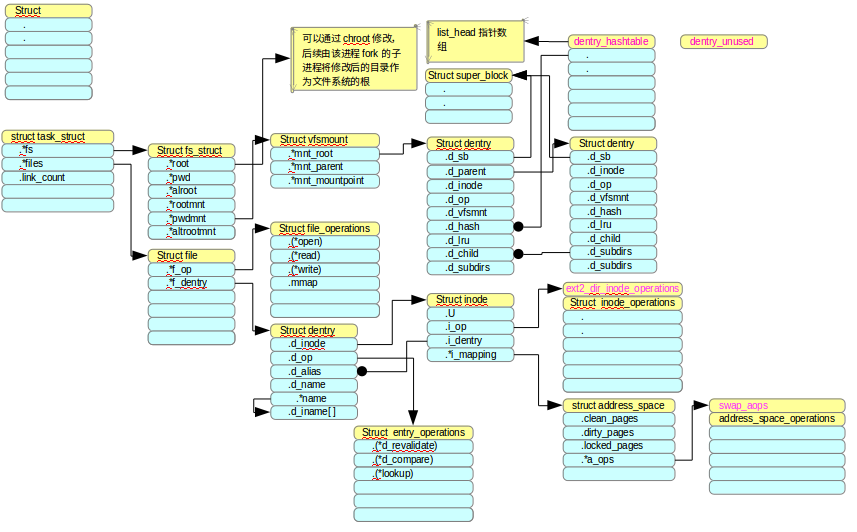 Struct
.
.
可以通过 chroot 修改,
后续由该进程 fork 的子
进程将修改后的目录作
为文件系统的根
list_head 指针数
组
dentry_hashtable
.
.
dentry_unused
Struct super_block
.
.
struct task_struct
.*fs
.*files
.link_count
Struct fs_struct
.*root
.*pwd
.*alroot
.*rootmnt
.*pwdmnt
.*altrootmnt
Struct vfsmount
.*mnt_root
.*mnt_parent
.*mnt_mountpoint
Struct dentry
.d_sb
.d_parent
.d_inode
.d_op
.d_vfsmnt
.d_hash
.d_lru
.d_child
.d_subdirs
Struct dentry
.d_sb
.d_inode
.d_op
.d_vfsmnt
.d_hash
.d_lru
.d_child
.d_subdirs
.d_subdirs
Struct file
.*f_op
.*f_dentry
Struct file_operations
.(*open)
.(*read)
.(*write)
.mmap
Struct dentry
.d_inode
.d_op
.d_alias
.d_name
.*name
.d_iname[ ]
Struct inode
.U
.i_op
.i_dentry
.*i_mapping
ext2_dir_inode_operations
Struct inode_operations
.
.
Struct entry_operations
.(*d_revalidate)
.(*d_compare)
.(*lookup)
struct address_space
.clean_pages
.dirty_pages
.locked_pages
.*a_ops
swap_aops
address_space_operations